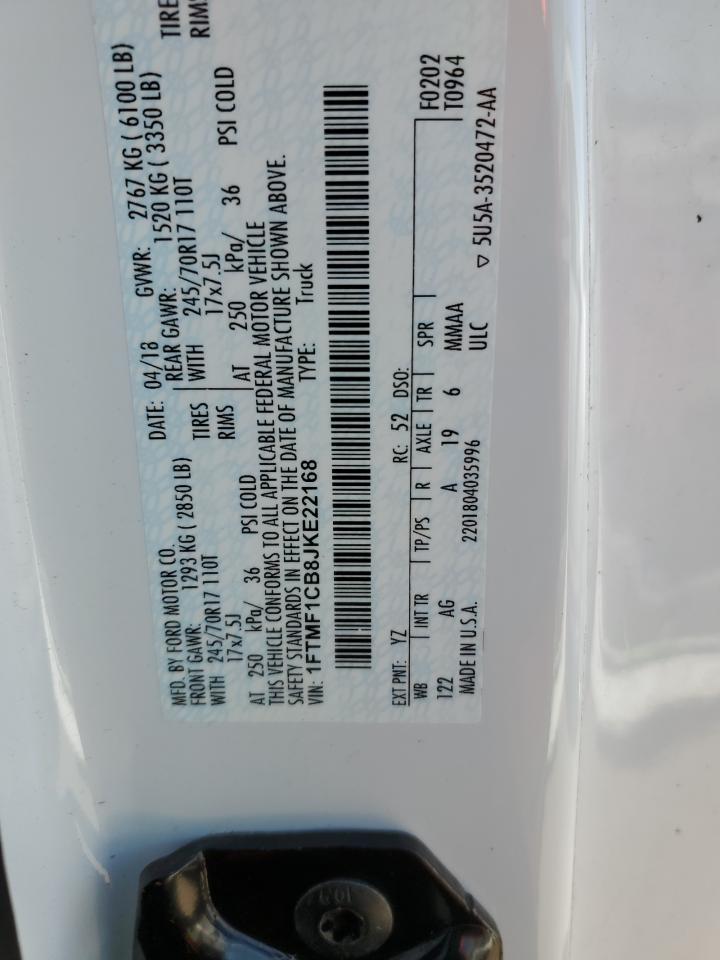 MFD. BY FORD MOTOR CO.
DATE: 04/18 GVWR: 2767 KG ( 6100 LB)
FRONT GAWR: 1293 KG ( 2850 LB)
REAR GAWR: 1520 KG ( 3350 LB)
WITH 245/70R17 110T TIRES
WITH 245/70R17 110T TIRES
17x7.5J RIMS
17x7.5J RIMS
AT 250 kPa/ 36 PSI COLD
AT 250 kPa/ 36 PSI COLD
THIS VEHICLE CONFORMS TO ALL APPLICABLE FEDERAL MOTOR VEHICLE
SAFETY STANDARDS IN EFFECT ON THE DATE OF MANUFACTURE SHOWN ABOVE.
VIN: 1FTMF1CB8JKE22168 TYPE: Truck
EXT PNT: YZ RC: 52 DSO: F0202
WB INT TR TP/PS R AXLE TR SPR T0964
122 AG A 19 6 MMAA
MADE IN U.S.A. 2201804035996 ULC
▽ 5U5A-3520472-AA
10.9